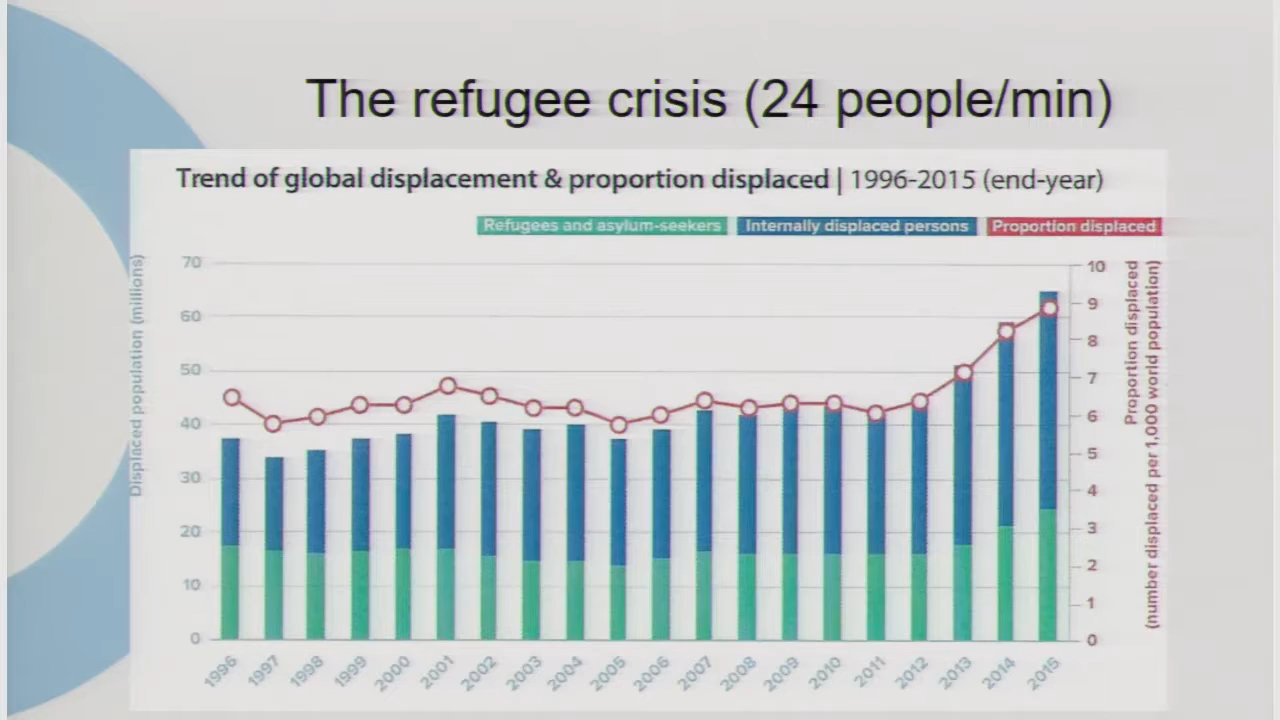 The refugee crisis (24 people/min)
Trend of global displacement & proportion displaced | 1996-2015 (end-year)
Refugees and asylum-seekers Internally displaced persons Proportion displaced
Displaced population (millions)
70
60
50
40
30
20
10
0
10
9
8
7
6
5
4
3
2
1
0
Proportion displaced
(number displaced per 1,000 world population)
1996 1997 1998 1999 2000 2001 2002 2003 2004 2005 2006 2007 2008 2009 2010 2011 2012 2013 2014 2015